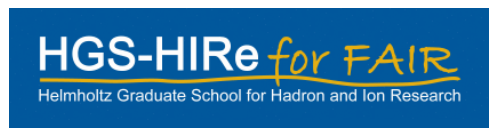 HGS-HIRe for FAIR
Helmholtz Graduate School for Hadron and Ion Research